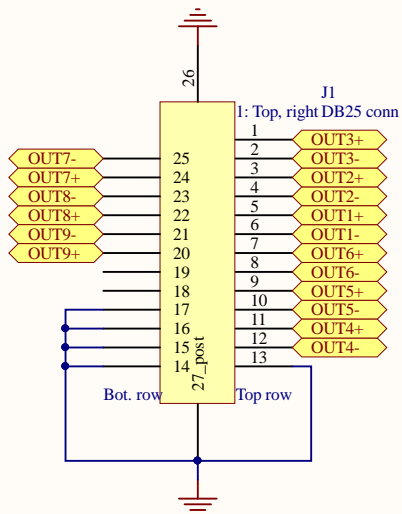 26
J1
1: Top, right DB25 conn
1 OUT3+
OUT7- 25 2 OUT3-
OUT7+ 24 3 OUT2+
OUT8- 23 4 OUT2-
OUT8+ 22 5 OUT1+
OUT9- 21 6 OUT1-
OUT9+ 20 7 OUT6+
19 8 OUT6-
18 9 OUT5+
17 10 OUT5-
16 11 OUT4+
15 12 OUT4-
14 13
27_post
Bot. row Top row